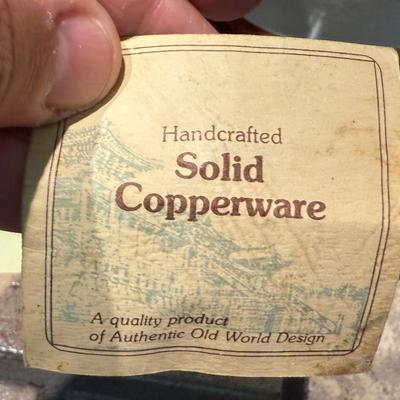 Handcrafted
Solid
Copperware
A quality product
of Authentic Old World Design